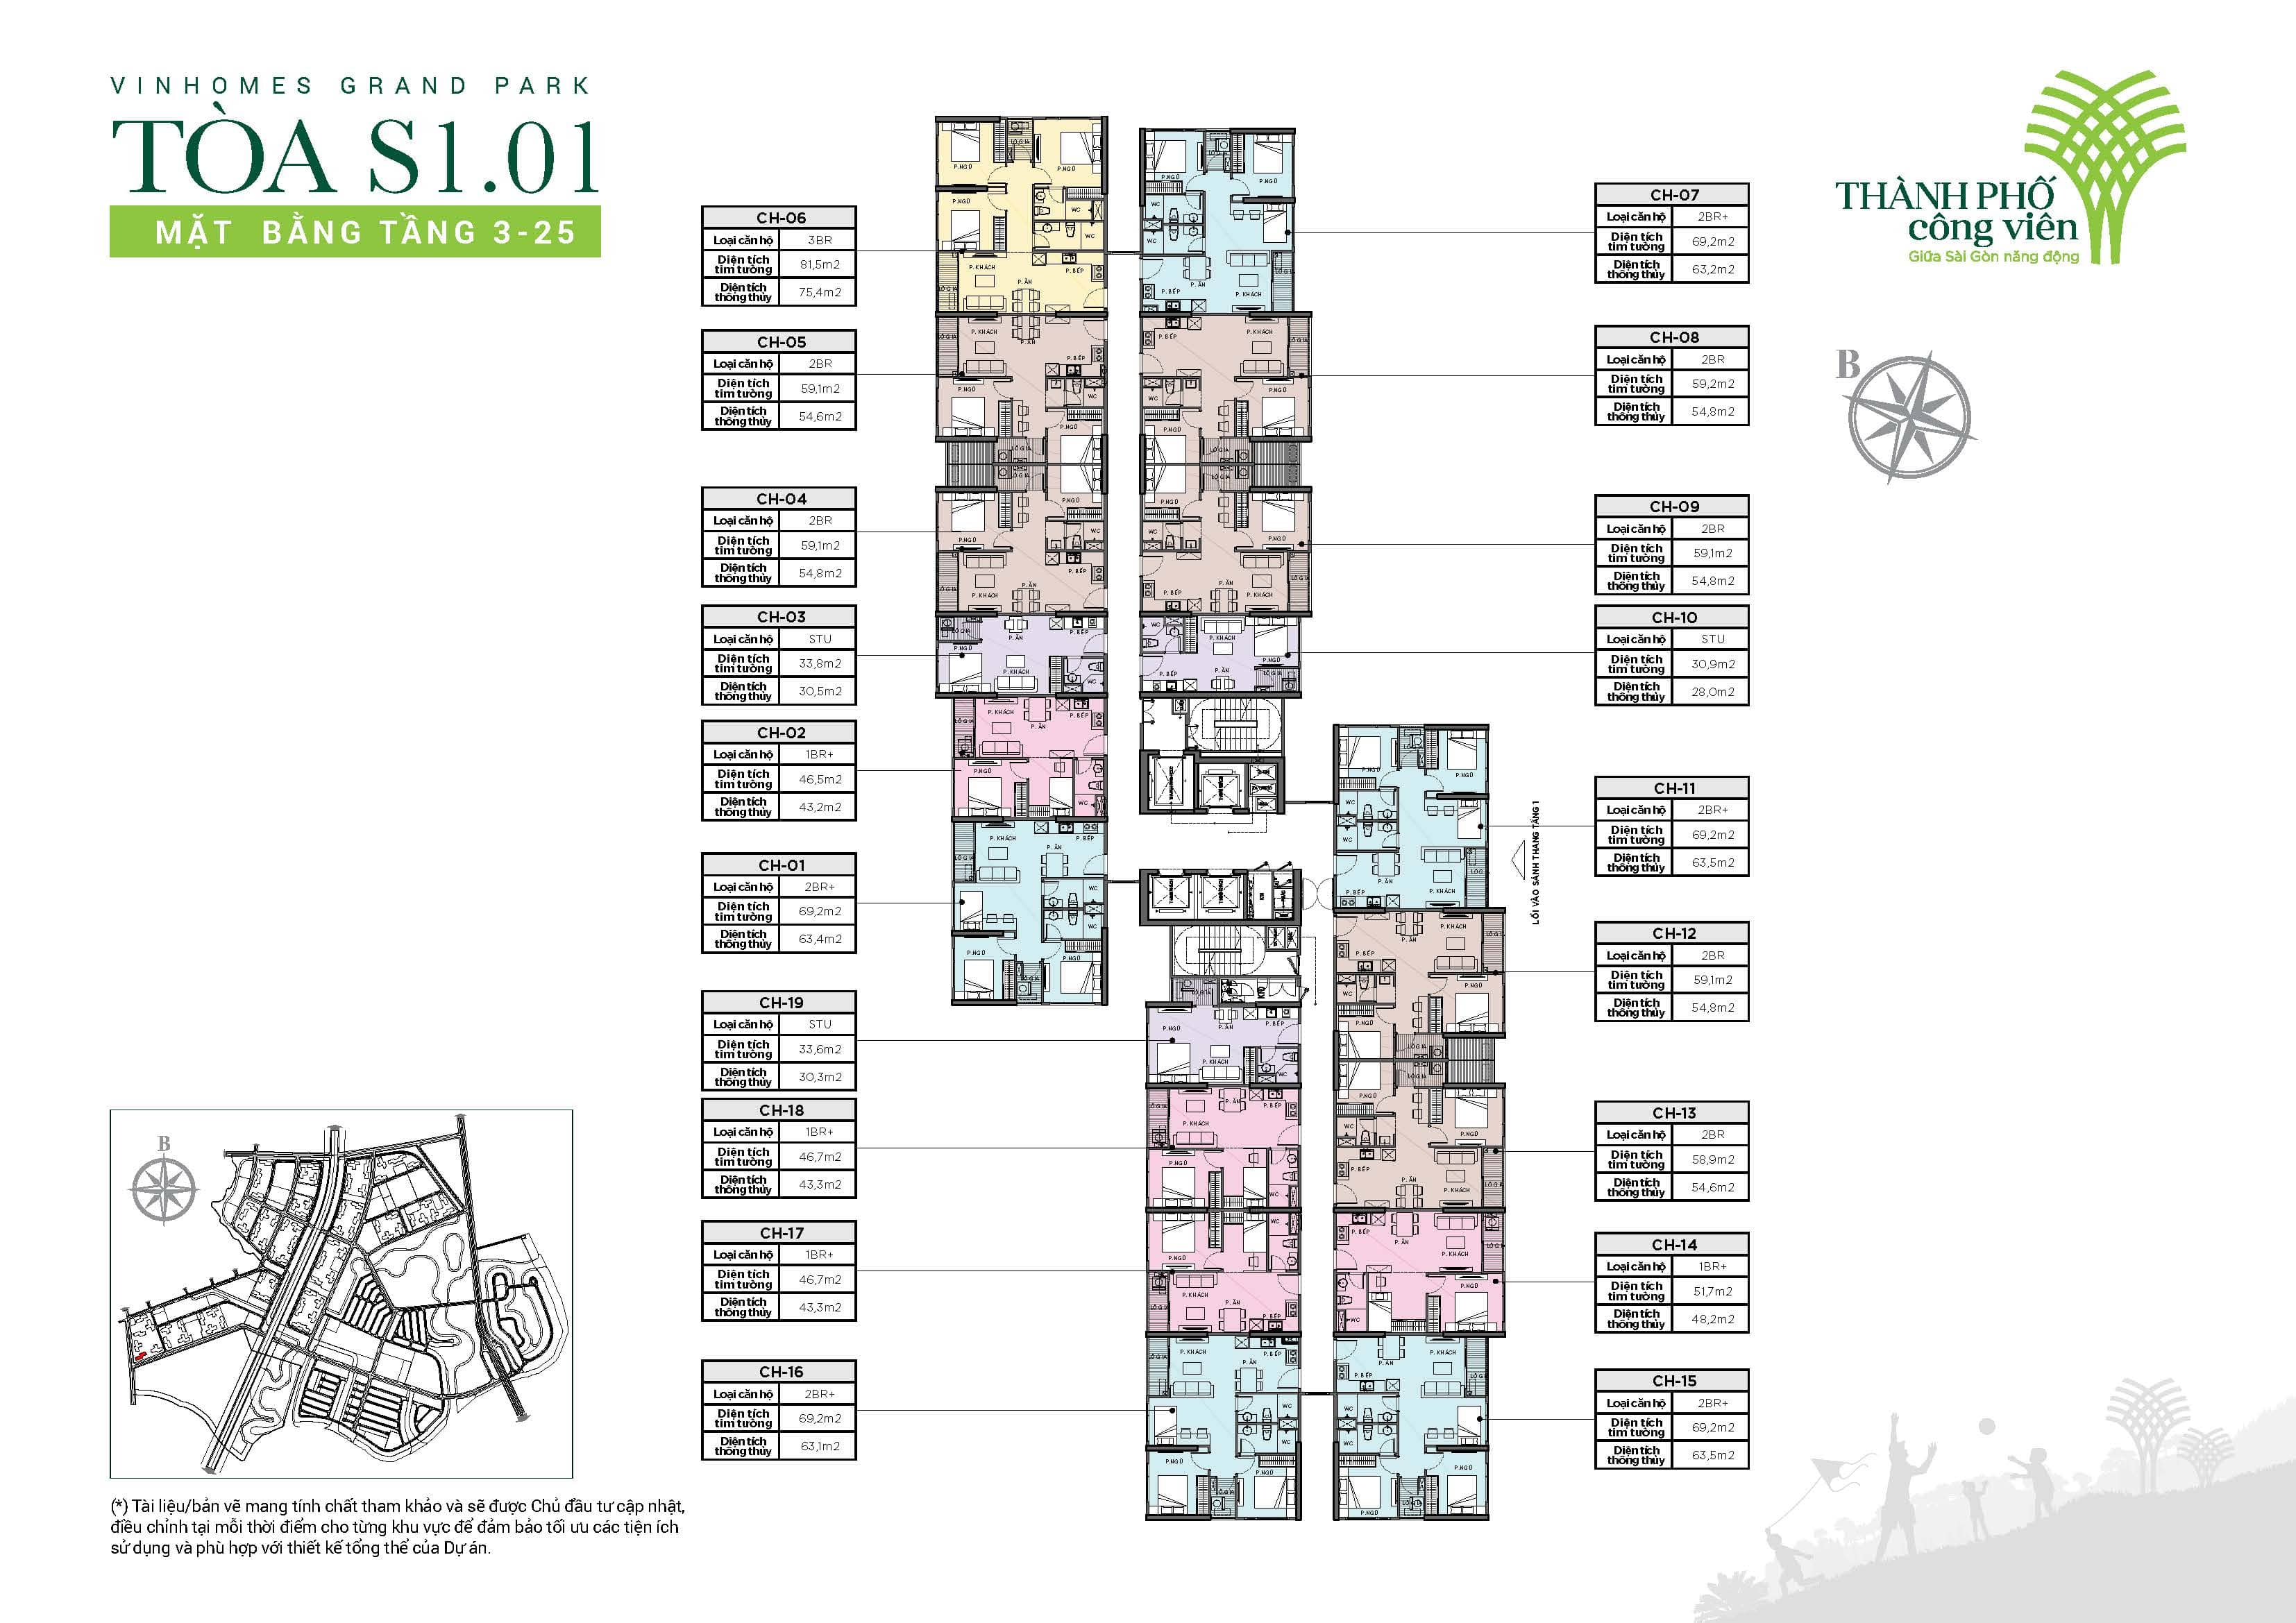 VINHOMES GRAND PARK
TÒA S1.01
MẶT BẰNG TẦNG 3-25
THÀNH PHỐ
công viên
Giữa Sài Gòn năng động
B
CH-06
Loại căn hộ 3BR
Diện tích tim tường 81,5m2
Diện tích thông thủy 75,4m2
CH-05
Loại căn hộ 2BR
Diện tích tim tường 59,1m2
Diện tích thông thủy 54,6m2
CH-04
Loại căn hộ 2BR
Diện tích tim tường 59,1m2
Diện tích thông thủy 54,8m2
CH-03
Loại căn hộ STU
Diện tích tim tường 33,8m2
Diện tích thông thủy 30,5m2
CH-02
Loại căn hộ 1BR+
Diện tích tim tường 46,5m2
Diện tích thông thủy 43,2m2
CH-01
Loại căn hộ 2BR+
Diện tích tim tường 69,2m2
Diện tích thông thủy 63,4m2
CH-19
Loại căn hộ STU
Diện tích tim tường 33,6m2
Diện tích thông thủy 30,3m2
CH-18
Loại căn hộ 1BR+
Diện tích tim tường 46,7m2
Diện tích thông thủy 43,3m2
CH-17
Loại căn hộ 1BR+
Diện tích tim tường 46,7m2
Diện tích thông thủy 43,3m2
CH-16
Loại căn hộ 2BR+
Diện tích tim tường 69,2m2
Diện tích thông thủy 63,1m2
CH-07
Loại căn hộ 2BR+
Diện tích tim tường 69,2m2
Diện tích thông thủy 63,2m2
CH-08
Loại căn hộ 2BR
Diện tích tim tường 59,2m2
Diện tích thông thủy 54,8m2
CH-09
Loại căn hộ 2BR
Diện tích tim tường 59,1m2
Diện tích thông thủy 54,8m2
CH-10
Loại căn hộ STU
Diện tích tim tường 30,9m2
Diện tích thông thủy 28,0m2
CH-11
Loại căn hộ 2BR+
Diện tích tim tường 69,2m2
Diện tích thông thủy 63,5m2
CH-12
Loại căn hộ 2BR
Diện tích tim tường 59,1m2
Diện tích thông thủy 54,8m2
CH-13
Loại căn hộ 2BR
Diện tích tim tường 58,9m2
Diện tích thông thủy 54,6m2
CH-14
Loại căn hộ 1BR+
Diện tích tim tường 51,7m2
Diện tích thông thủy 48,2m2
CH-15
Loại căn hộ 2BR+
Diện tích tim tường 69,2m2
Diện tích thông thủy 63,5m2
LỐI VÀO SẢNH THANG TẦNG 1
P.NGỦ
P. KHÁCH
P. ĂN
P. BẾP
WC
LÔ GIA
B
(*) Tài liệu/bản vẽ mang tính chất tham khảo và sẽ được Chủ đầu tư cập nhật,
điều chỉnh tại mỗi thời điểm cho từng khu vực để đảm bảo tối ưu các tiện ích
sử dụng và phù hợp với thiết kế tổng thể của Dự án.